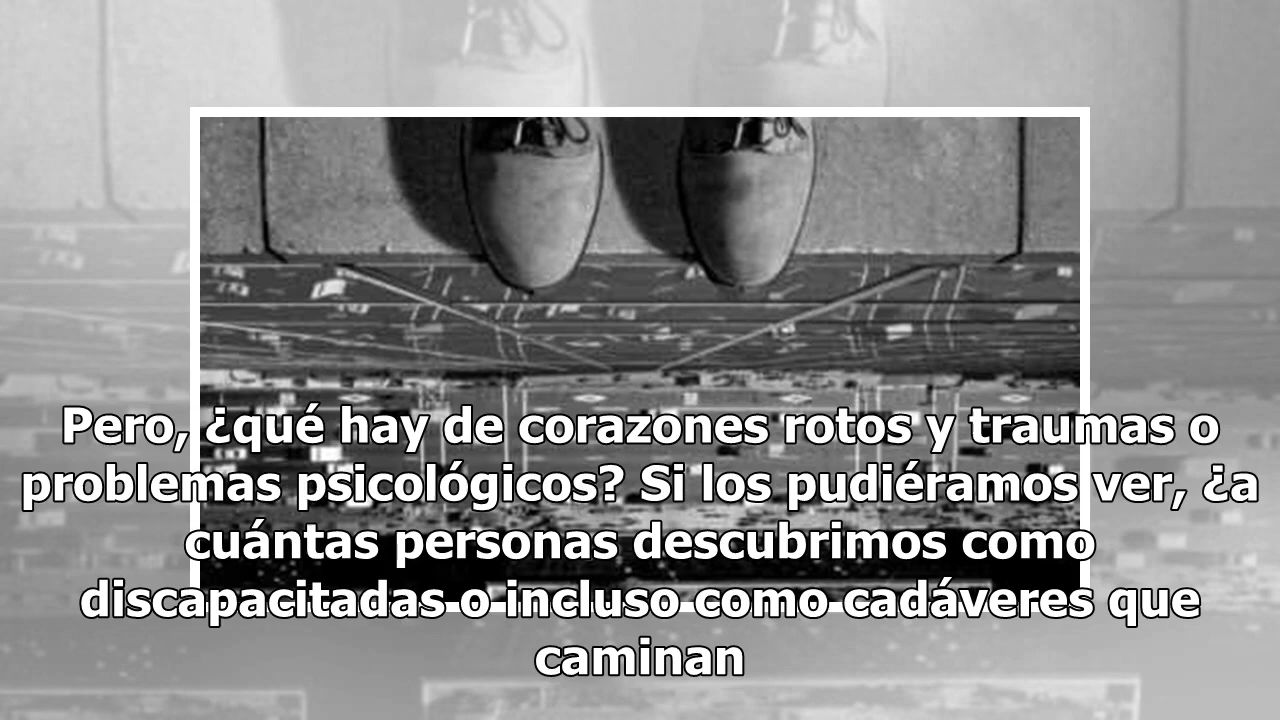 Pero, ¿qué hay de corazones rotos y traumas o
problemas psicológicos? Si los pudiéramos ver, ¿a
cuántas personas descubrimos como
discapacitadas o incluso como cadáveres que
caminan